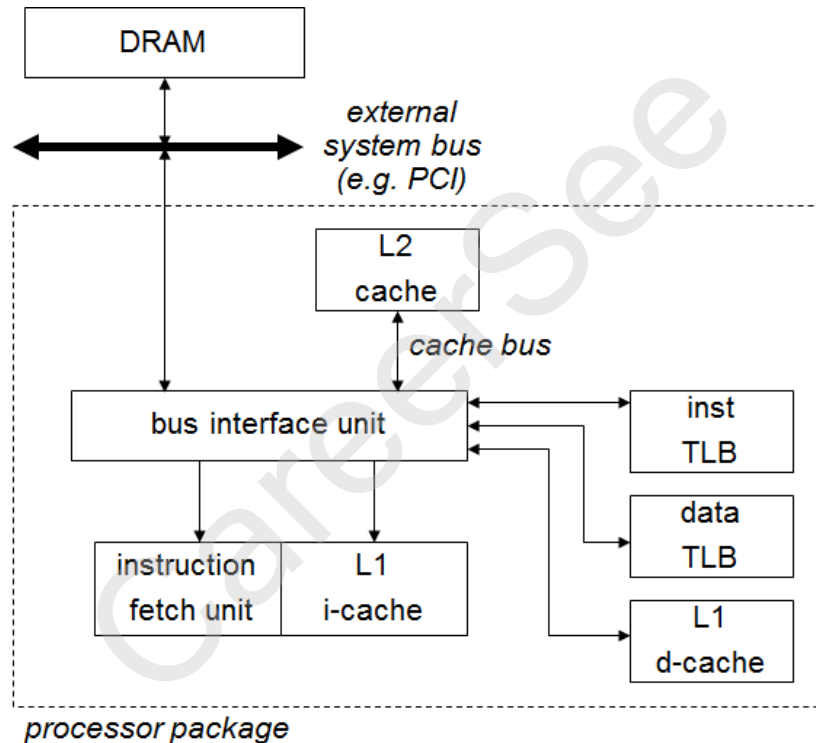 DRAM
external
system bus
(e.g. PCI)
L2
cache
cache bus
bus interface unit
inst
TLB
data
TLB
instruction
fetch unit
L1
i-cache
L1
d-cache
processor package
CareerSee